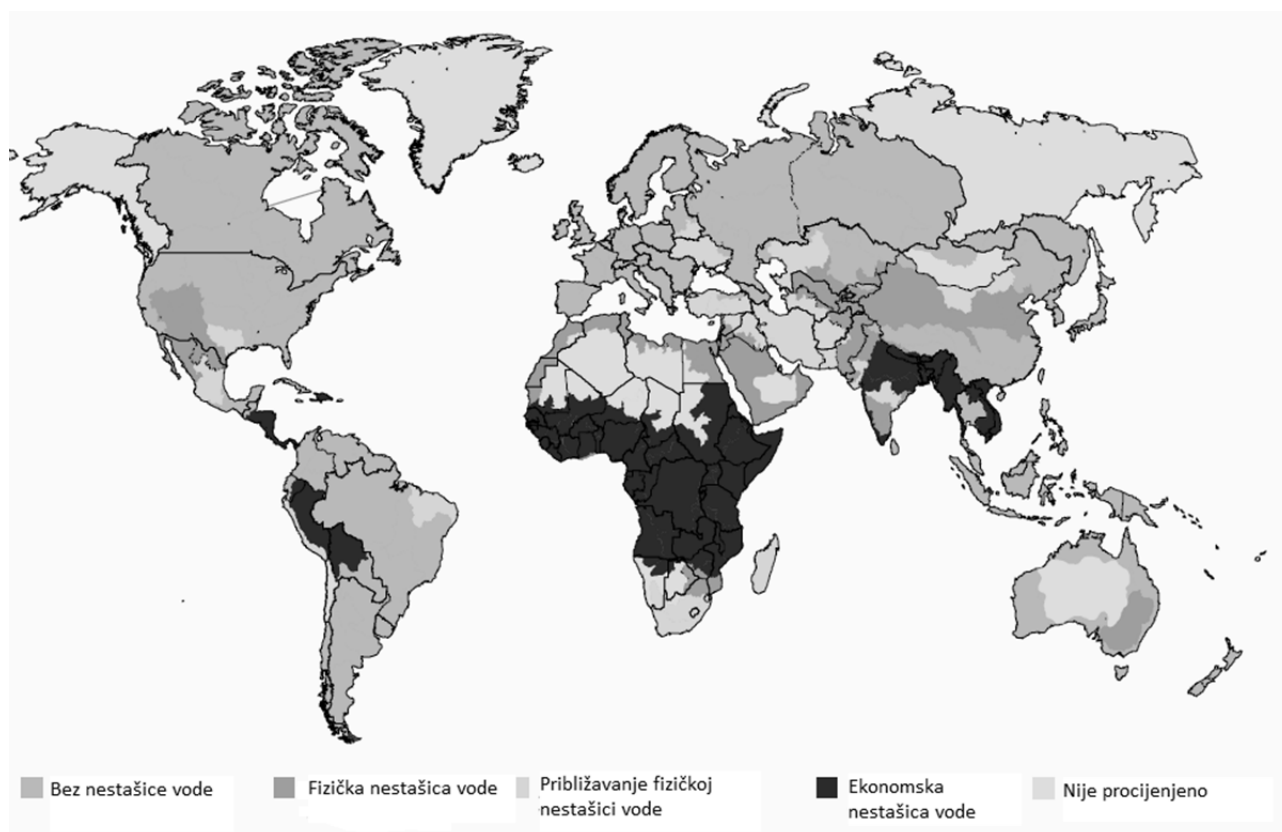 Bez nestašice vode
Fizička nestašica vode
Približavanje fizičkoj
nestašici vode
Ekonomska
nestašica vode
Nije procijenjeno